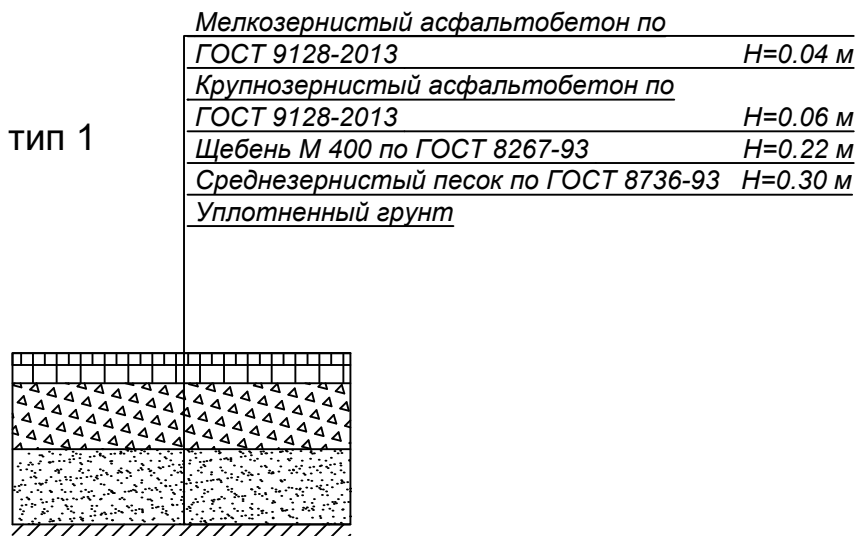 Мелкозернистый асфальтобетон по
ГОСТ 9128-2013 H=0.04 м
Крупнозернистый асфальтобетон по
ГОСТ 9128-2013 H=0.06 м
тип 1
Щебень М 400 по ГОСТ 8267-93 H=0.22 м
Среднезернистый песок по ГОСТ 8736-93 H=0.30 м
Уплотненный грунт